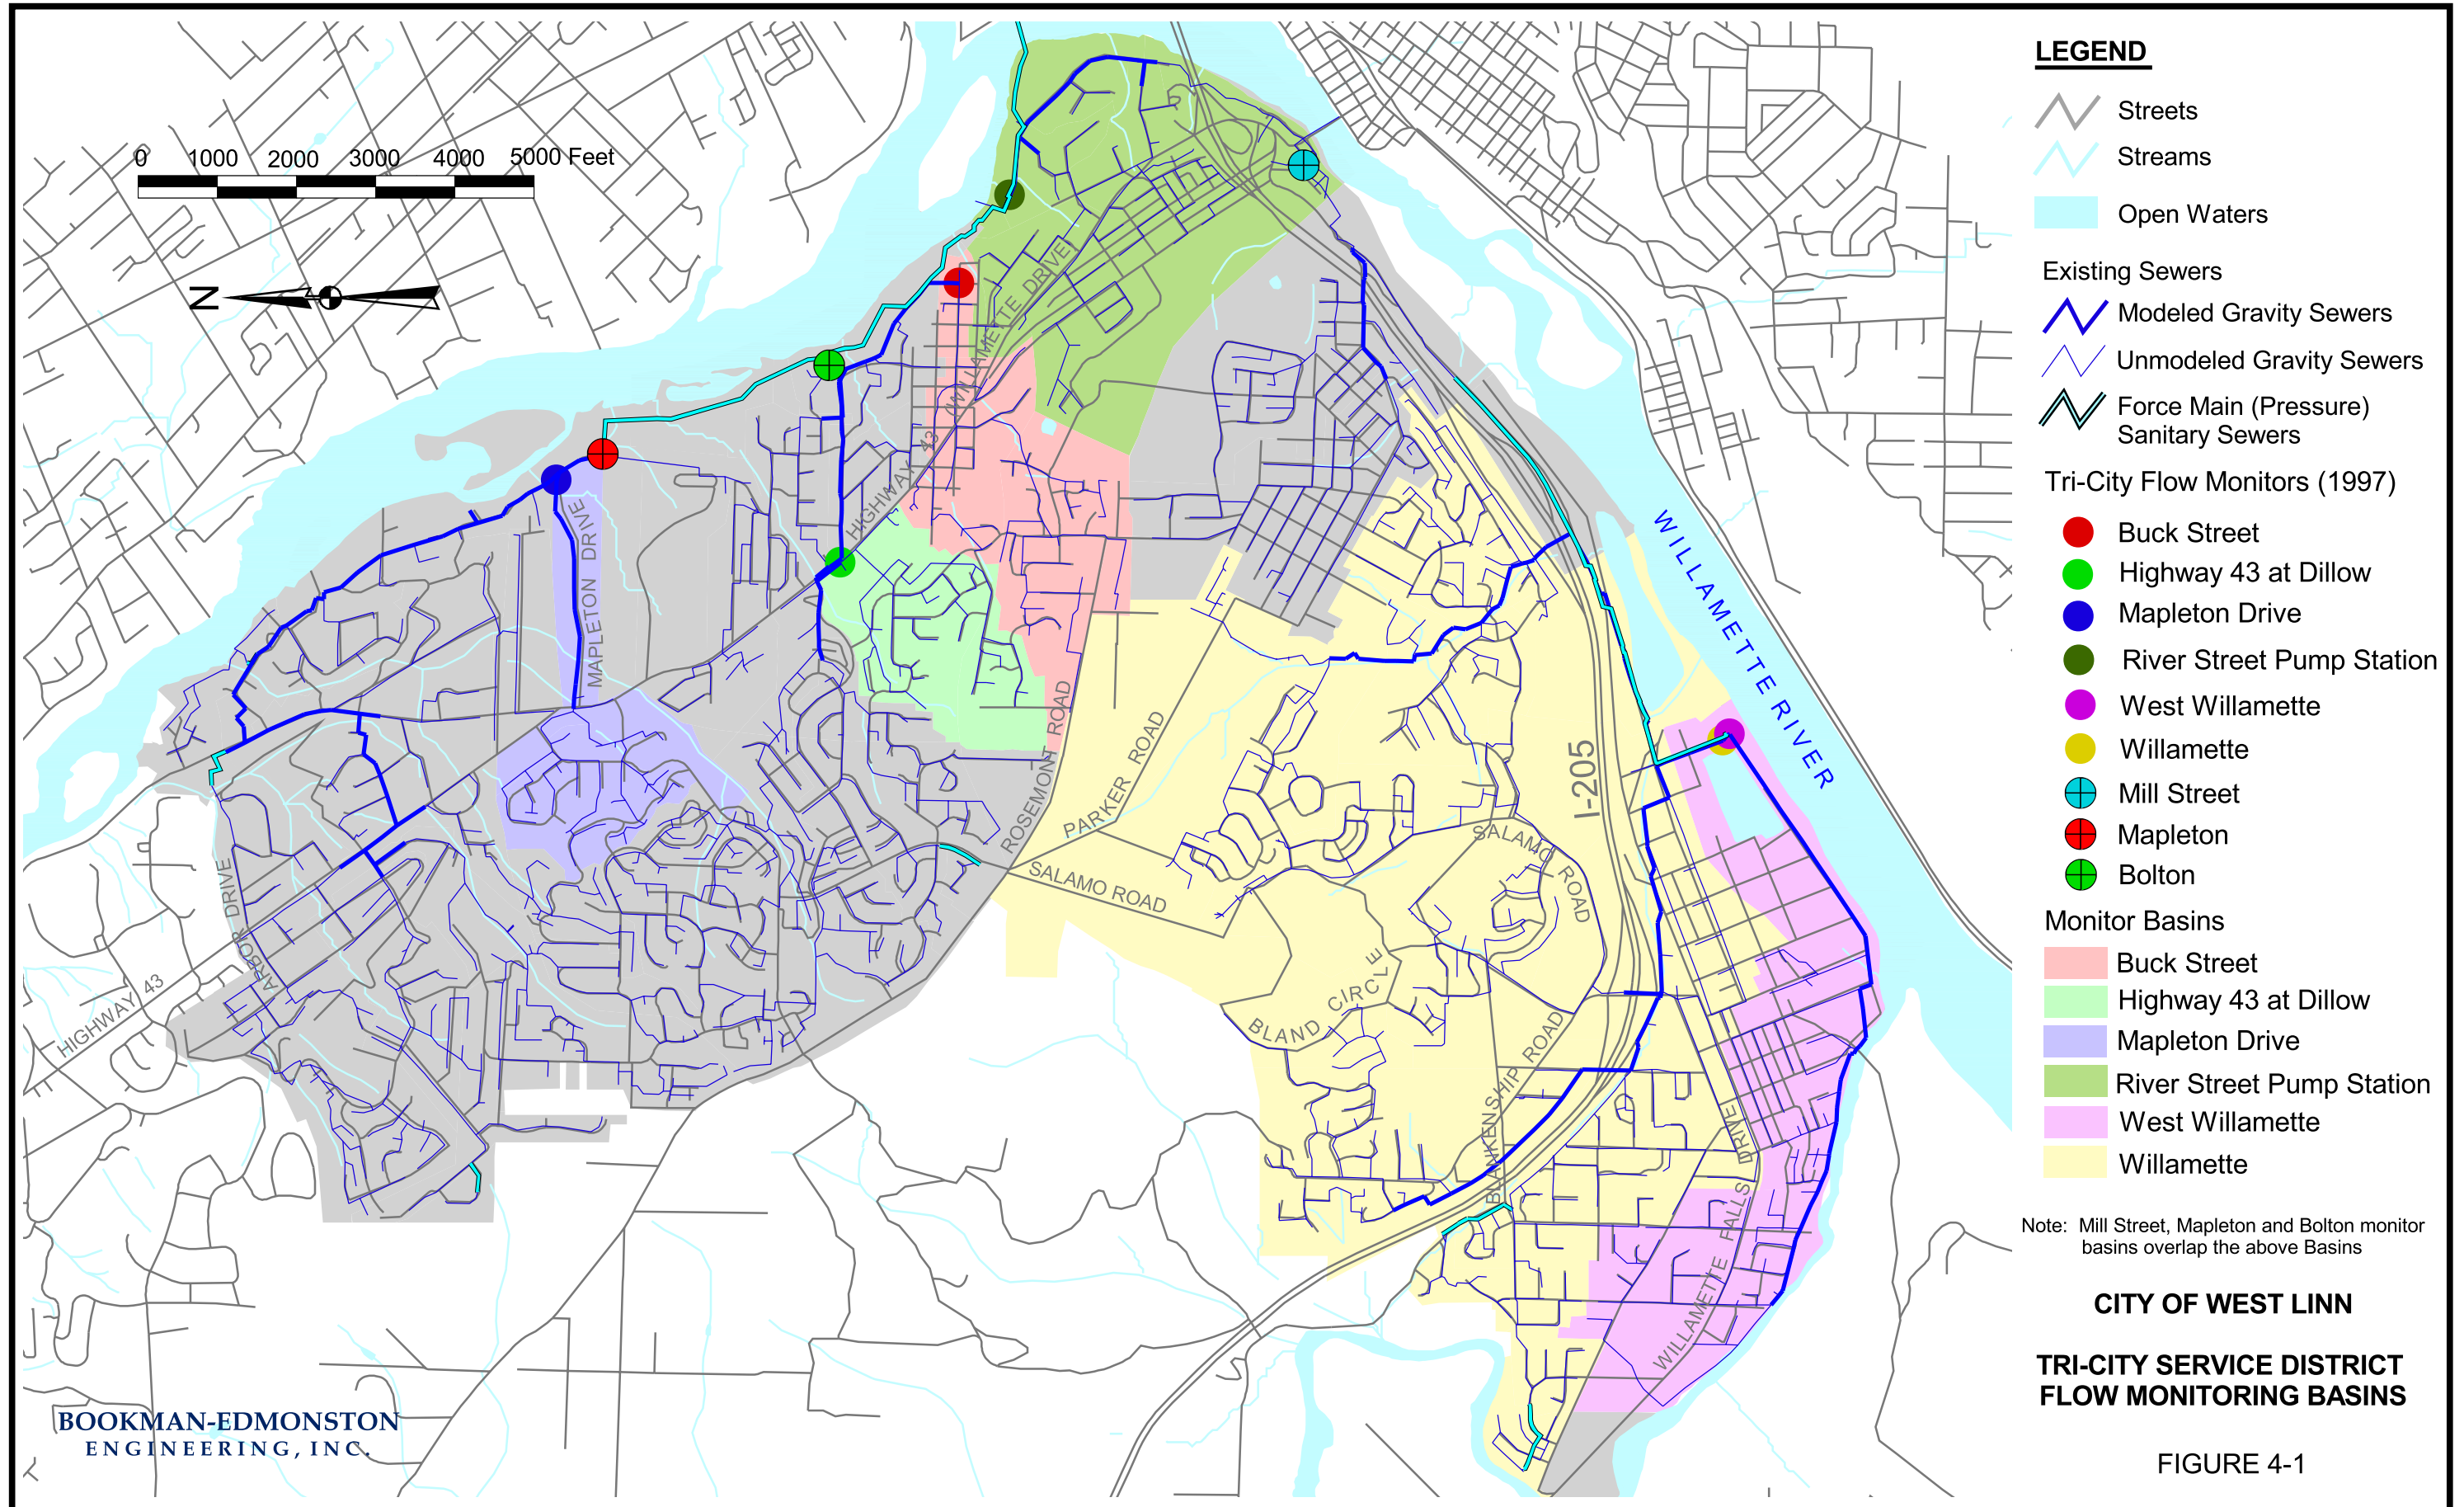 0 1000 2000 3000 4000 5000 Feet
N
(WILLAMETTE DRIVE)
HIGHWAY 43
MAPLETON DRIVE
ROSEMONT ROAD
PARKER ROAD
SALAMO ROAD
SALAMO ROAD
I-205
WILLAMETTE RIVER
ARBOR DRIVE
HIGHWAY 43
BLAND CIRCLE
BLANKENSHIP ROAD
WILLAMETTE FALLS DRIVE
BOOKMAN-EDMONSTON
ENGINEERING, INC.
LEGEND
Streets
Streams
Open Waters
Existing Sewers
Modeled Gravity Sewers
Unmodeled Gravity Sewers
Force Main (Pressure)
Sanitary Sewers
Tri-City Flow Monitors (1997)
Buck Street
Highway 43 at Dillow
Mapleton Drive
River Street Pump Station
West Willamette
Willamette
Mill Street
Mapleton
Bolton
Monitor Basins
Buck Street
Highway 43 at Dillow
Mapleton Drive
River Street Pump Station
West Willamette
Willamette
Note: Mill Street, Mapleton and Bolton monitor
basins overlap the above Basins
CITY OF WEST LINN
TRI-CITY SERVICE DISTRICT
FLOW MONITORING BASINS
FIGURE 4-1